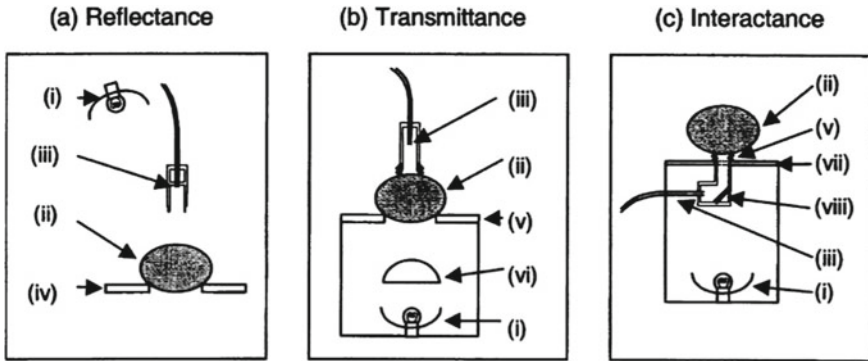 (a) Reflectance
(b) Transmittance
(c) Interactance
(i)
(iii)
(ii)
(iv)
(iii)
(ii)
(v)
(vi)
(i)
(ii)
(v)
(vii)
(viii)
(iii)
(i)